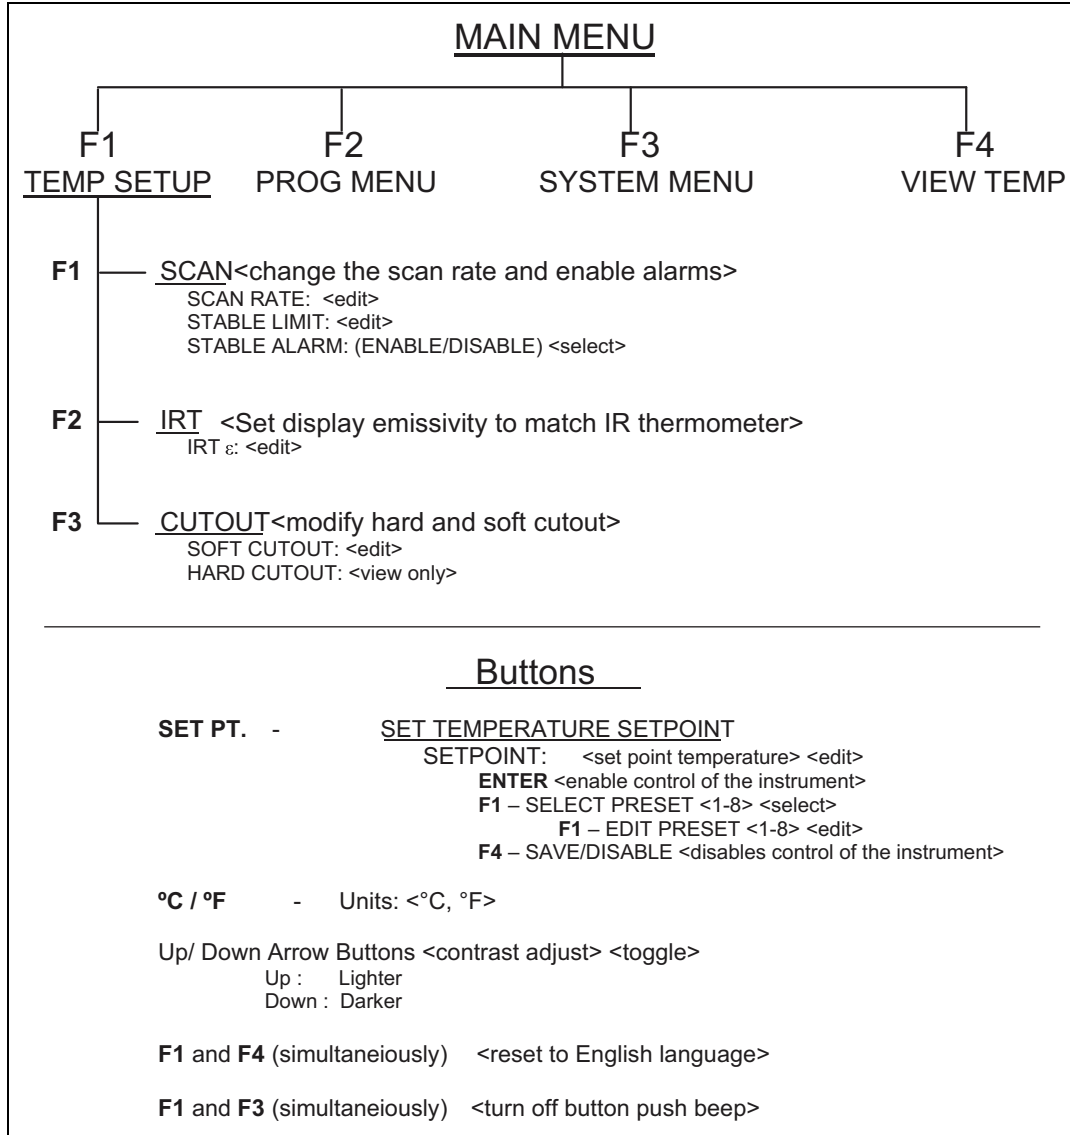 MAIN MENU
F1 F2 F3 F4
TEMP SETUP PROG MENU SYSTEM MENU VIEW TEMP
F1 SCAN<change the scan rate and enable alarms>
SCAN RATE: <edit>
STABLE LIMIT: <edit>
STABLE ALARM: (ENABLE/DISABLE) <select>
F2 IRT <Set display emissivity to match IR thermometer>
IRT ε: <edit>
F3 CUTOUT<modify hard and soft cutout>
SOFT CUTOUT: <edit>
HARD CUTOUT: <view only>
Buttons
SET PT. - SET TEMPERATURE SETPOINT
SETPOINT: <set point temperature> <edit>
ENTER <enable control of the instrument>
F1 – SELECT PRESET <1-8> <select>
F1 – EDIT PRESET <1-8> <edit>
F4 – SAVE/DISABLE <disables control of the instrument>
ºC / ºF - Units: <°C, °F>
Up/ Down Arrow Buttons <contrast adjust> <toggle>
Up : Lighter
Down : Darker
F1 and F4 (simultaneiously) <reset to English language>
F1 and F3 (simultaneiously) <turn off button push beep>